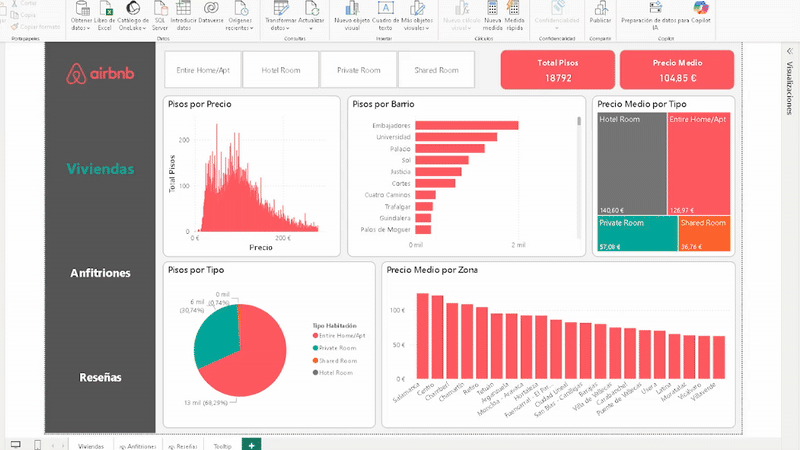 Cortar
Copiar
Copiar formato
Portapapeles
Obtener datos
Libro de Excel
Catálogo de OneLake
SQL Server
Introducir datos
Dataverse
Orígenes recientes
Datos
Transformar datos
Actualizar
Consultas
Nuevo objeto visual
Cuadro de texto
Más objetos visuales
Insertar
Nuevo cálculo visual
Nueva medida
Medida rápida
Cálculos
Confidencialidad
Confidencialidad
Publicar
Compartir
Preparación de datos para IA
Copilot
Copilot
airbnb
Entire Home/Apt
Hotel Room
Private Room
Shared Room
Total Pisos
18792
Precio Medio
104,85 €
Visualizaciones
Viviendas
Anfitriones
Reseñas
Pisos por Precio
Total Pisos
200
100
0
0 €
200 €
Precio
Pisos por Barrio
Embajadores
Universidad
Palacio
Sol
Justicia
Cortes
Cuatro Caminos
Trafalgar
Guindalera
Palos de Moguer
0 mil
2 mil
Precio Medio por Tipo
Hotel Room
140,60 €
Entire Home/Apt
126,97 €
Private Room
57,08 €
Shared Room
36,76 €
Pisos por Tipo
0 mil
(0,74%)
6 mil
(30,74%)
13 mil (68,29%)
Tipo Habitación
Entire Home/Apt
Private Room
Shared Room
Hotel Room
Precio Medio por Zona
100 €
50 €
0 €
Salamanca
Centro
Chamberí
Chamartín
Retiro
Tetuán
Arganzuela
Moncloa - Aravaca
Hortaleza
Fuencarral - El Par...
Ciudad Lineal
San Blas - Canillejas
Barajas
Villa de Vallecas
Carabanchel
Puente de Vallecas
Usera
Latina
Moratalaz
Vicálvaro
Villaverde
Viviendas
Anfitriones
Reseñas
Tooltip
+